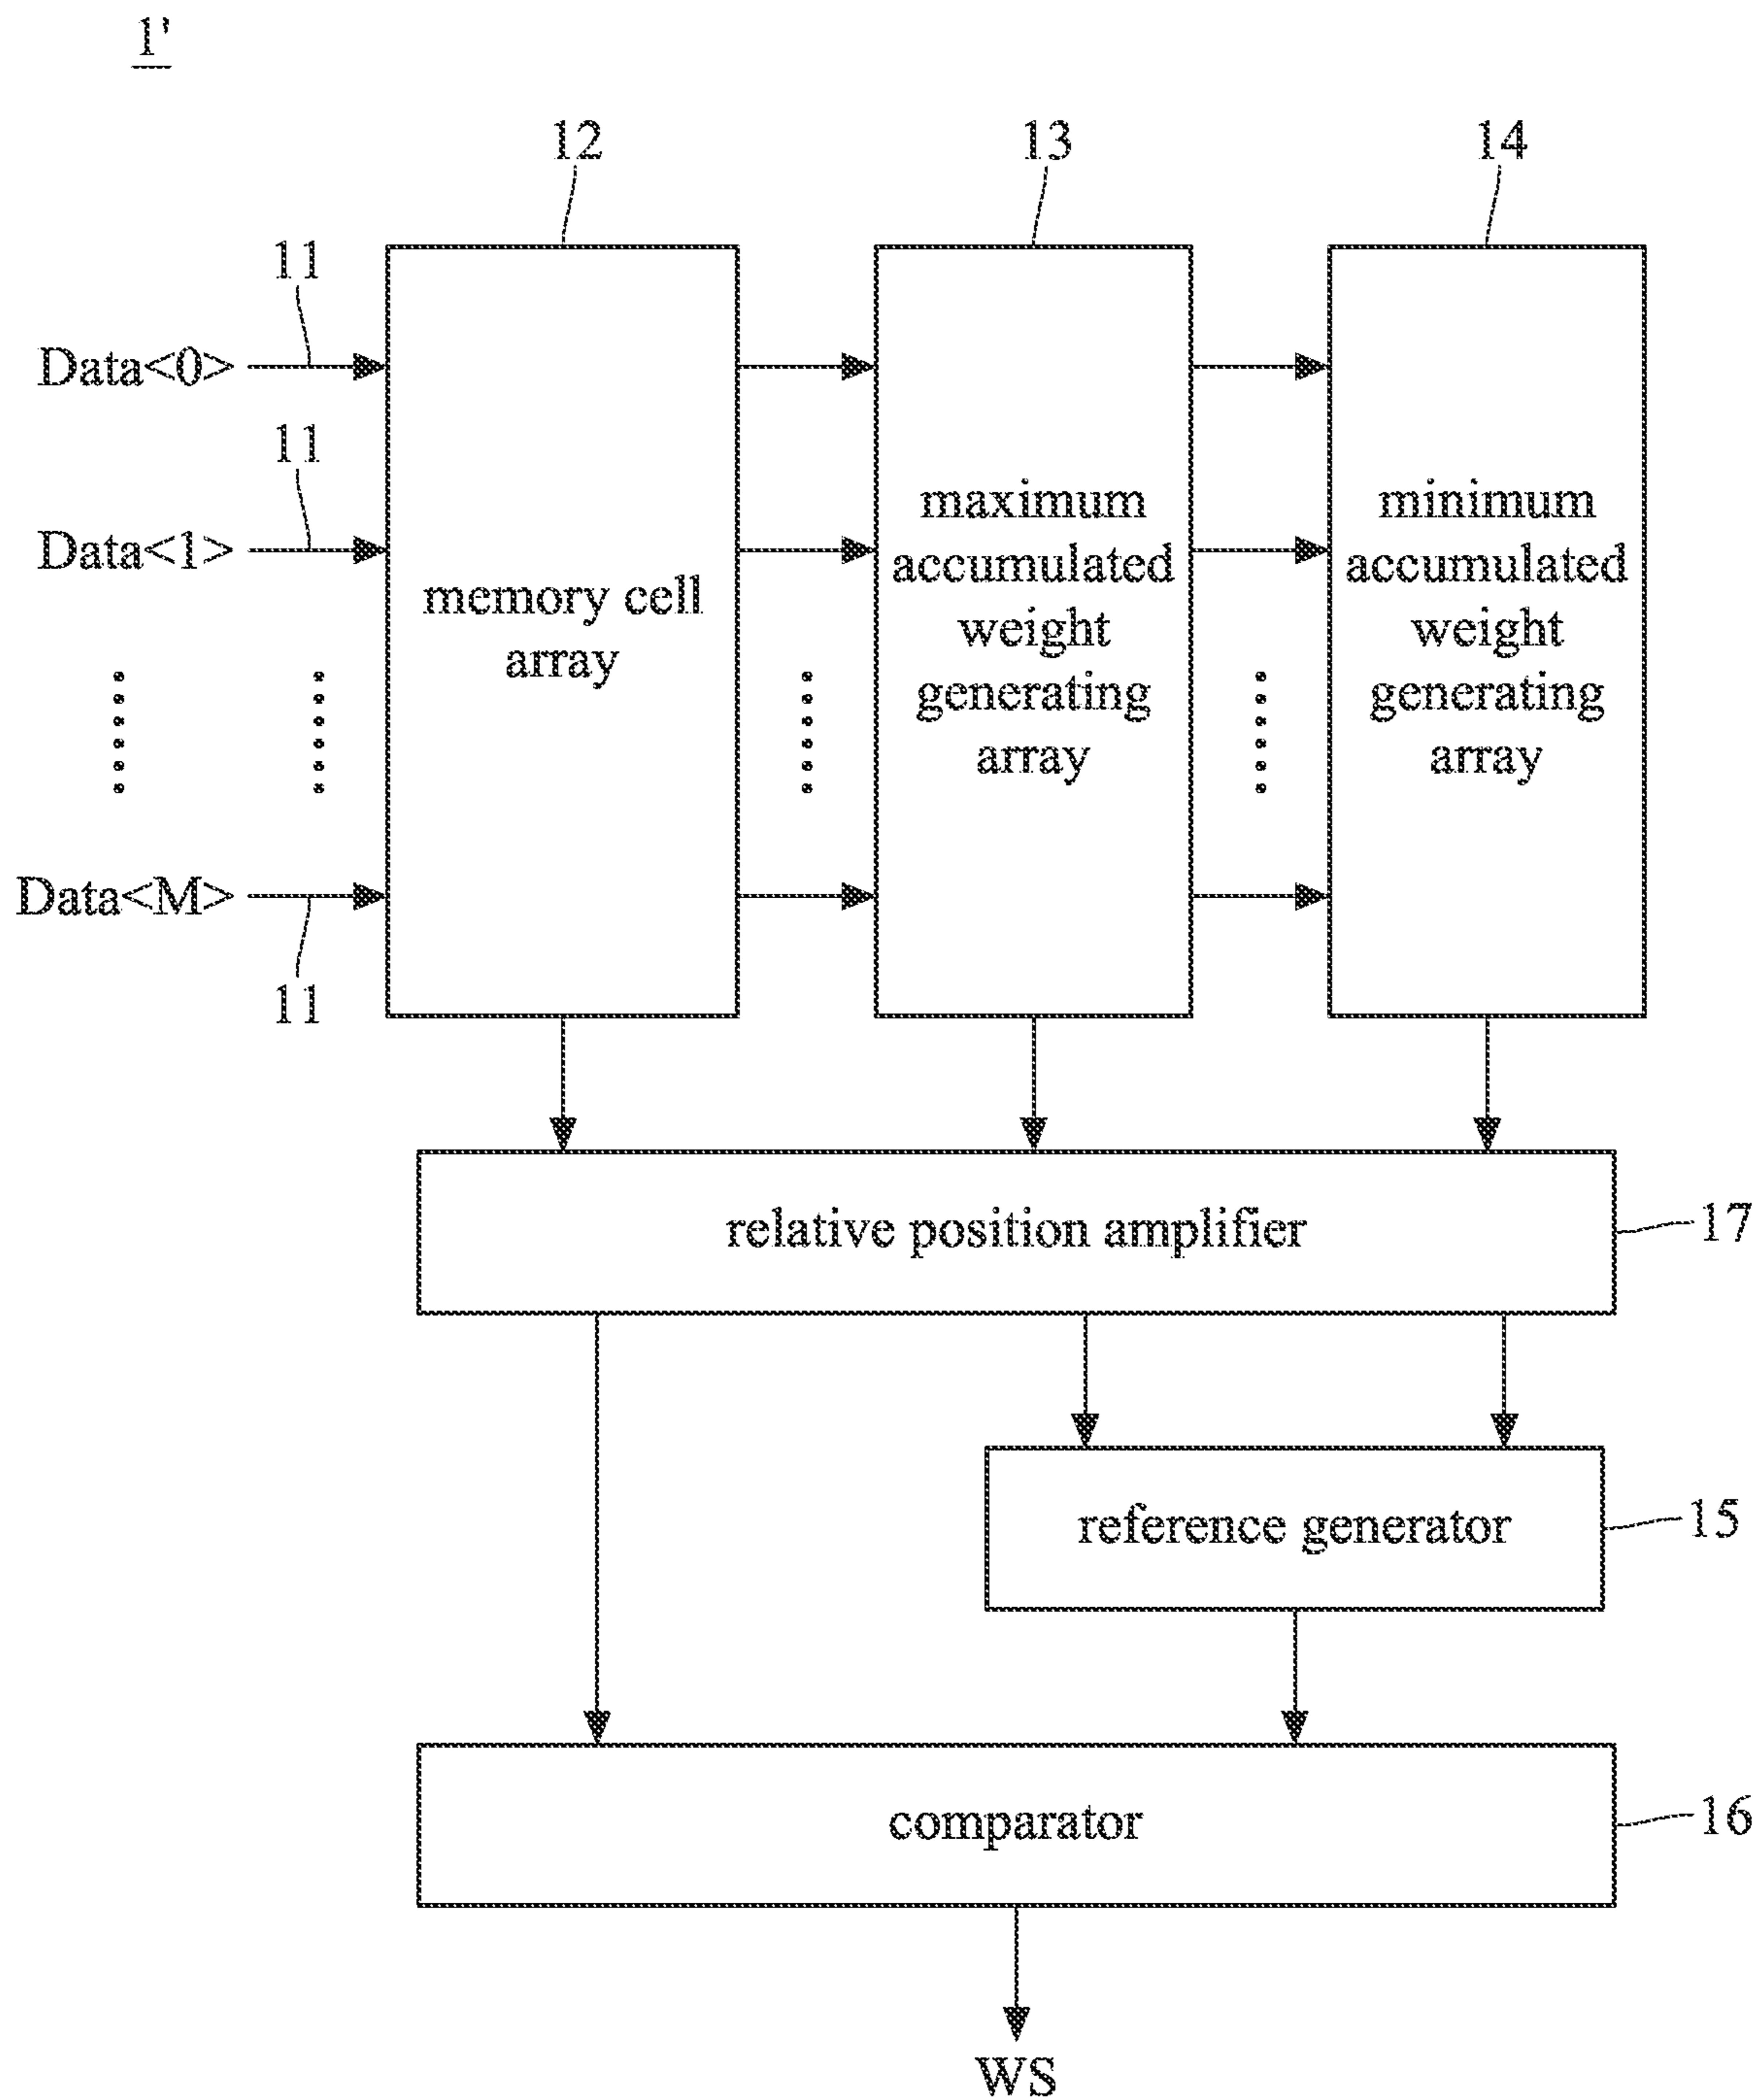 1'
12
13
14
11
Data<0>
11
Data<1>
memory cell
array
maximum
accumulated
weight
generating
array
minimum
accumulated
weight
generating
array
Data<M>
11
relative position amplifier
17
reference generator
15
comparator
16
WS